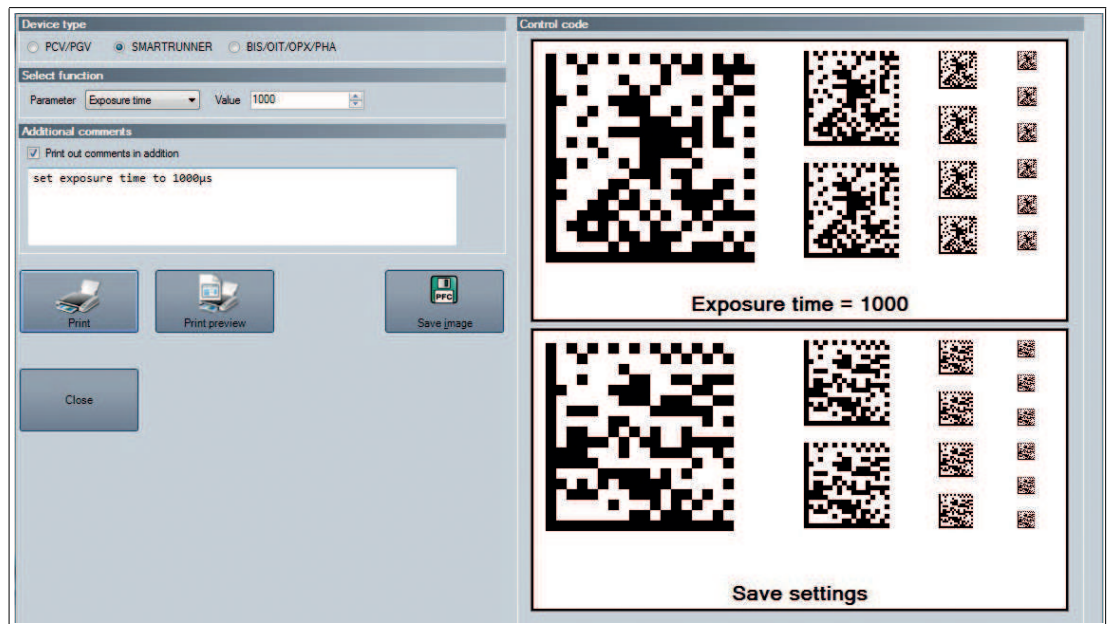 Device type
PCV/PGV SMARTRUNNER BIS/OIT/OPX/PHA
Select function
Parameter Exposure time Value 1000
Additional comments
Print out comments in addition
set exposure time to 1000µs
Print Print preview PFC Save image
Close
Control code
Exposure time = 1000
Save settings